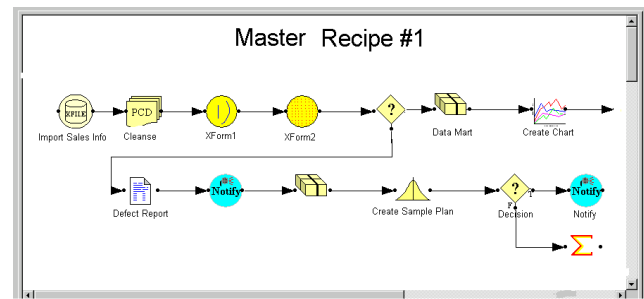 Master Recipe #1
XFILE
PCD
?
Import Sales Info
Cleanse
XForm1
XForm2
Data Mart
Create Chart
Notify
?
T
F
Notify
Defect Report
Create Sample Plan
Decision
Notify
Σ